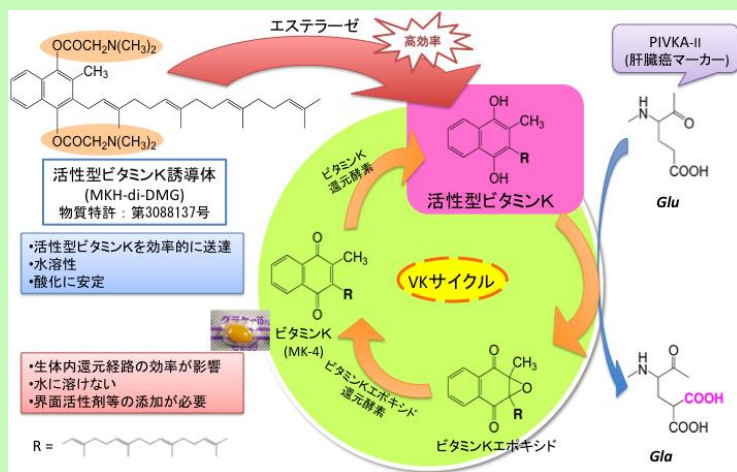 エステラーゼ
高効率
PIVKA-II
(肝臓癌マーカー)
OCOCH₂N(CH₃)₂
CH₃
OCOCH₂N(CH₃)₂
活性型ビタミンK誘導体
(MKH-di-DMG)
物質特許：第3088137号
・活性型ビタミンKを効率的に送達
・水溶性
・酸化に安定
OH
CH₃
R
OH
活性型ビタミンK
ビタミンK
還元酵素
N
H
O
COOH
Glu
O
CH₃
R
O
ビタミンK
(MK-4)
VKサイクル
・生体内還元経路の効率が影響
・水に溶けない
・界面活性剤等の添加が必要
ビタミンKエポキシド
還元酵素
O
CH₃
O
R
O
ビタミンKエポキシド
N
H
O
COOH
COOH
Gla
R =